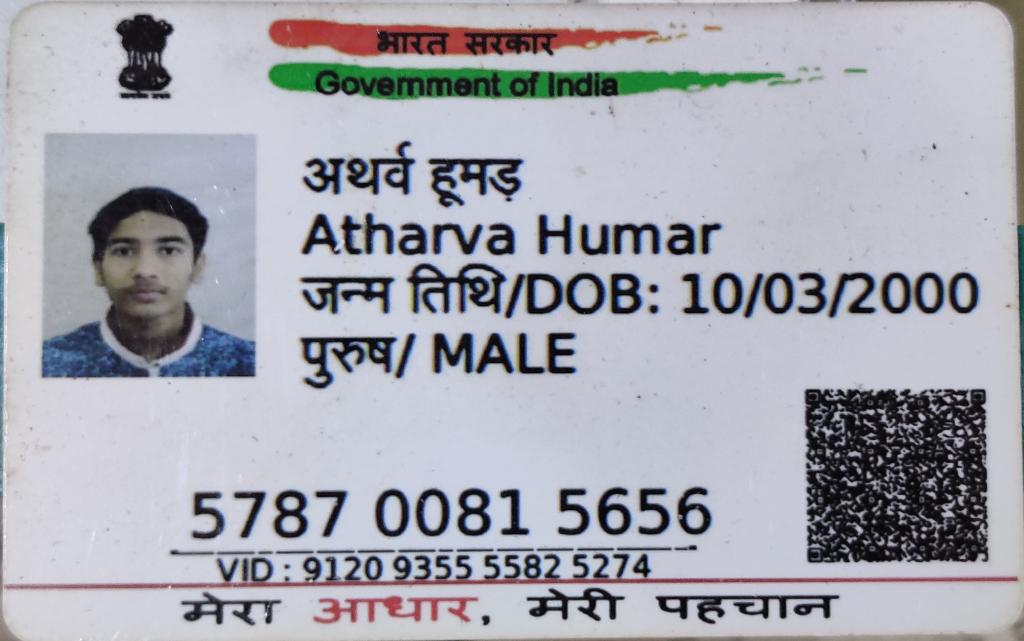 भारत सरकार
Government of India
अथर्व हूमड़
Atharva Humar
जन्म तिथि/DOB: 10/03/2000
पुरुष/ MALE
5787 0081 5656
VID : 9120 9355 5582 5274
मेरा आधार, मेरी पहचान